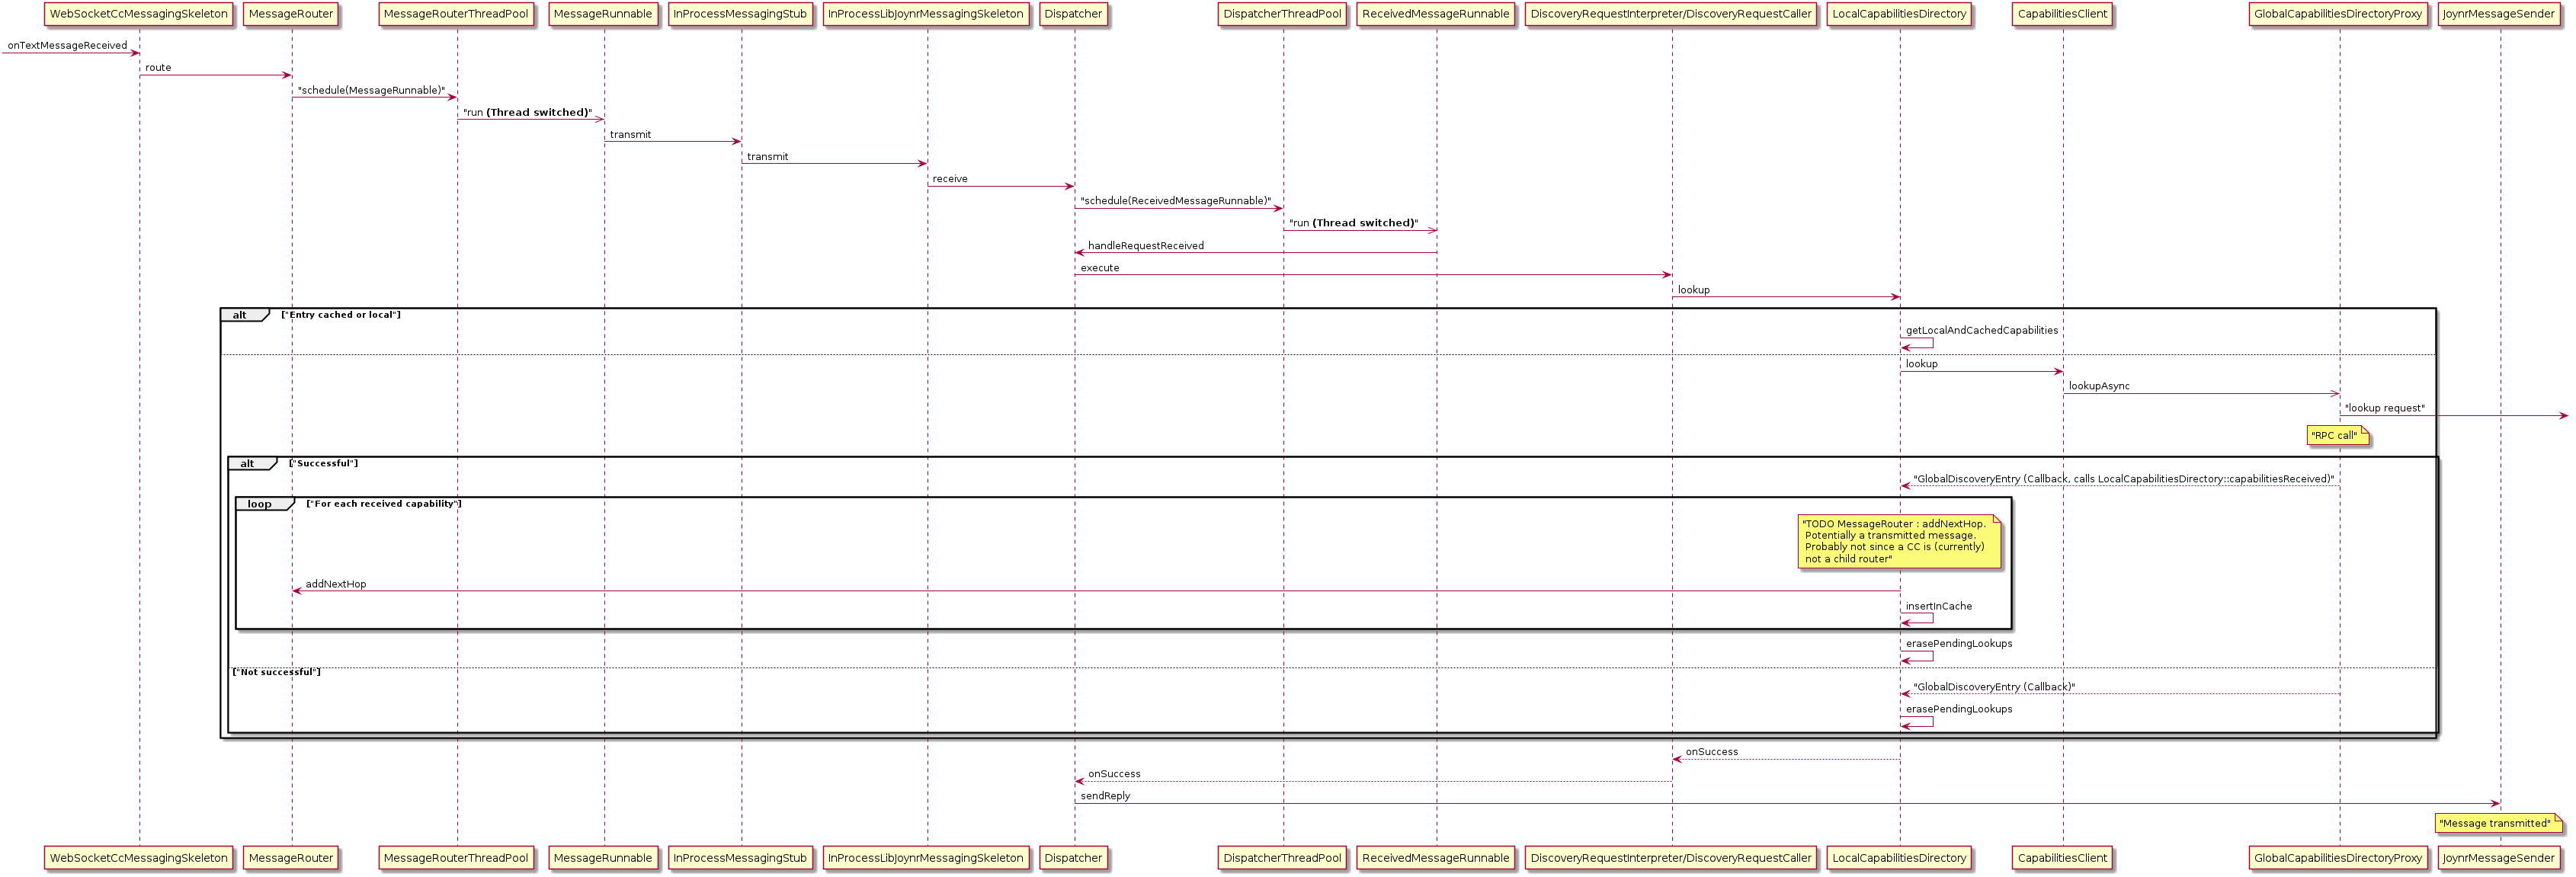 WebSocketCcMessagingSkeleton MessageRouter MessageRouterThreadPool MessageRunnable InProcessMessagingStub InProcessLibJoynrMessagingSkeleton Dispatcher DispatcherThreadPool ReceivedMessageRunnable DiscoveryRequestInterpreter/DiscoveryRequestCaller LocalCapabilitiesDirectory CapabilitiesClient GlobalCapabilitiesDirectoryProxy JoynrMessageSender
onTextMessageReceived
route
"schedule(MessageRunnable)"
"run (Thread switched)"
transmit
transmit
receive
"schedule(ReceivedMessageRunnable)"
"run (Thread switched)"
handleRequestReceived
execute
lookup
alt ["Entry cached or local"]
getLocalAndCachedCapabilities
lookup
lookupAsync
"lookup request"
"RPC call"
alt ["Successful"]
"GlobalDiscoveryEntry (Callback, calls LocalCapabilitiesDirectory::capabilitiesReceived)"
loop ["For each received capability"]
"TODO MessageRouter : addNextHop.
Potentially a transmitted message.
Probably not since a CC is (currently)
not a child router"
addNextHop
insertInCache
erasePendingLookups
["Not successful"]
"GlobalDiscoveryEntry (Callback)"
erasePendingLookups
onSuccess
onSuccess
sendReply
"Message transmitted"
WebSocketCcMessagingSkeleton MessageRouter MessageRouterThreadPool MessageRunnable InProcessMessagingStub InProcessLibJoynrMessagingSkeleton Dispatcher DispatcherThreadPool ReceivedMessageRunnable DiscoveryRequestInterpreter/DiscoveryRequestCaller LocalCapabilitiesDirectory CapabilitiesClient GlobalCapabilitiesDirectoryProxy JoynrMessageSender